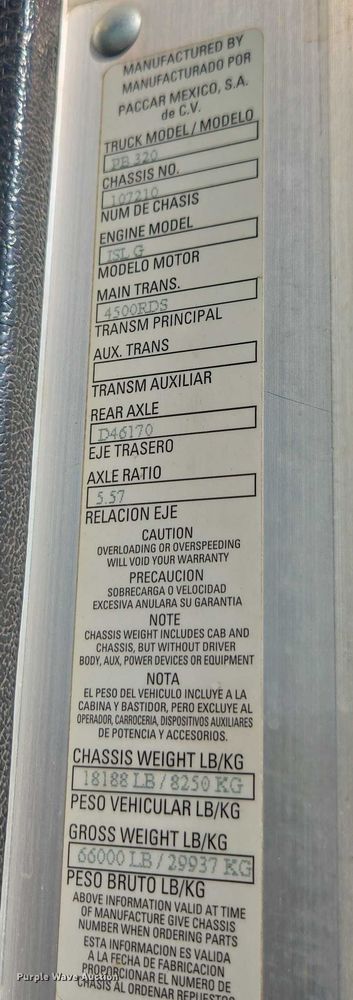 MANUFACTURED BY
MANUFACTURADO POR
PACCAR MEXICO, S.A.
de C.V.
TRUCK MODEL / MODELO
PB 320
CHASSIS NO.
107210
NUM DE CHASIS
ENGINE MODEL
ISL G
MODELO MOTOR
MAIN TRANS.
4500RDS
TRANSM PRINCIPAL
AUX. TRANS
TRANSM AUXILIAR
REAR AXLE
D46170
EJE TRASERO
AXLE RATIO
5.57
RELACION EJE
CAUTION
OVERLOADING OR OVERSPEEDING
WILL VOID YOUR WARRANTY
PRECAUCION
SOBRECARGA O VELOCIDAD
EXCESIVA ANULARA SU GARANTIA
NOTE
CHASSIS WEIGHT INCLUDES CAB AND
CHASSIS, BUT WITHOUT DRIVER
BODY, AUX, POWER DEVICES OR EQUIPMENT
NOTA
EL PESO DEL VEHICULO INCLUYE A LA
CABINA Y BASTIDOR, PERO EXCLUYE AL
OPERADOR, CARROCERIA, DISPOSITIVOS AUXILIARES
DE POTENCIA Y ACCESORIOS.
CHASSIS WEIGHT LB/KG
18188 LB / 8250 KG
PESO VEHICULAR LB/KG
GROSS WEIGHT LB/KG
66000 LB / 29937 KG
PESO BRUTO LB/KG
ABOVE INFORMATION VALID AT TIME
OF MANUFACTURE GIVE CHASSIS
NUMBER WHEN ORDERING PARTS
ESTA INFORMACION ES VALIDA
A LA FECHA DE FABRICACION
PROPORCIONAR EL NUMERO DE
CHASIS AL ORDENAR REPUESTOS
Purple Wave Auction